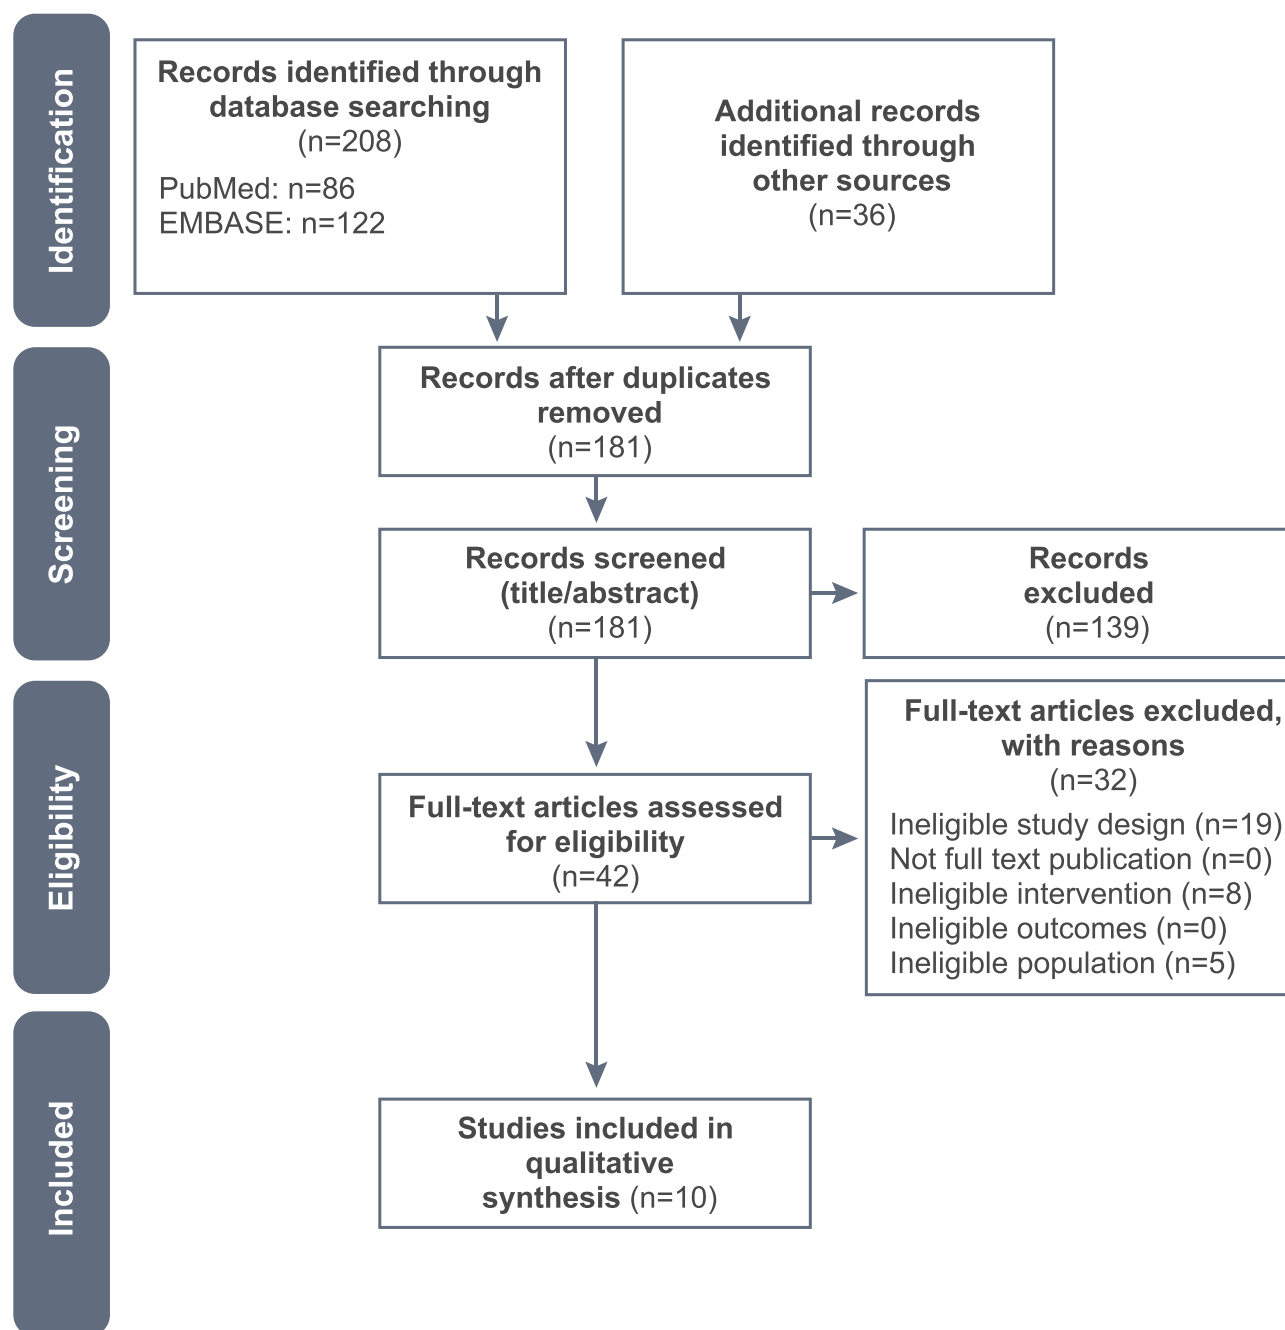 Identification
Records identified through
database searching
(n=208)
PubMed: n=86
EMBASE: n=122
Additional records
identified through
other sources
(n=36)
Screening
Records after duplicates
removed
(n=181)
Records screened
(title/abstract)
(n=181)
Records
excluded
(n=139)
Eligibility
Full-text articles assessed
for eligibility
(n=42)
Full-text articles excluded,
with reasons
(n=32)
Ineligible study design (n=19)
Not full text publication (n=0)
Ineligible intervention (n=8)
Ineligible outcomes (n=0)
Ineligible population (n=5)
Included
Studies included in
qualitative
synthesis (n=10)